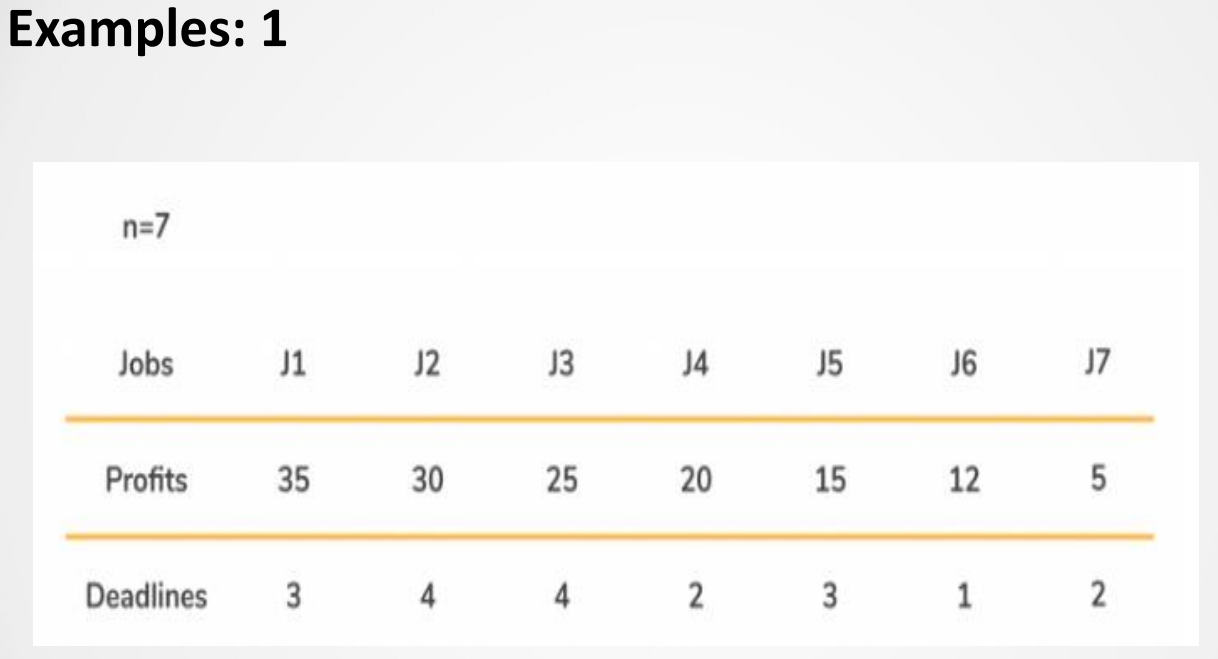 Examples: 1
n=7
Jobs J1 J2 J3 J4 J5 J6 J7
Profits 35 30 25 20 15 12 5
Deadlines 3 4 4 2 3 1 2